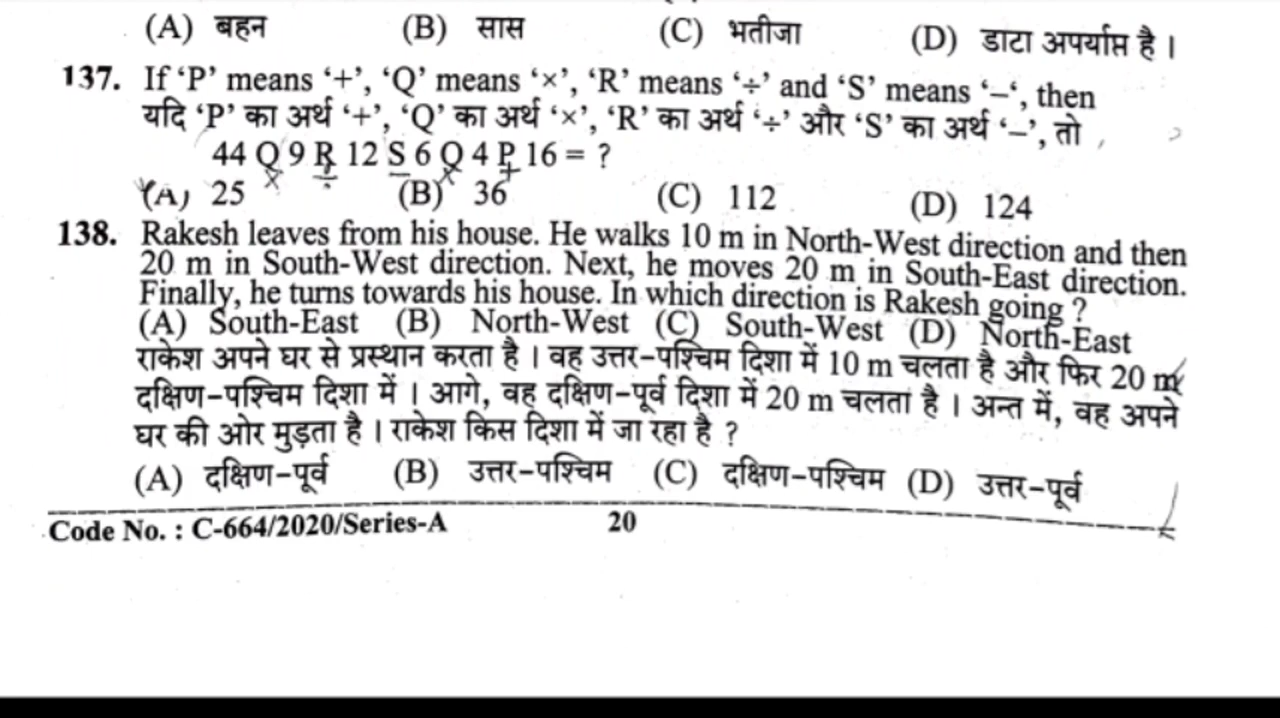 (A) बहन (B) सास (C) भतीजा (D) डाटा अपर्याप्त है ।
137. If ‘P’ means ‘+’, ‘Q’ means ‘×’, ‘R’ means ‘÷’ and ‘S’ means ‘–‘, then
यदि ‘P’ का अर्थ ‘+’, ‘Q’ का अर्थ ‘×’, ‘R’ का अर्थ ‘÷’ और ‘S’ का अर्थ ‘–’, तो
44 Q 9 R 12 S 6 Q 4 P 16 = ?
× ÷ – × +
(A) 25 (B) 36 (C) 112 (D) 124
138. Rakesh leaves from his house. He walks 10 m in North-West direction and then
20 m in South-West direction. Next, he moves 20 m in South-East direction.
Finally, he turns towards his house. In which direction is Rakesh going ?
(A) South-East (B) North-West (C) South-West (D) North-East
राकेश अपने घर से प्रस्थान करता है । वह उत्तर-पश्चिम दिशा में 10 m चलता है और फिर 20 m
दक्षिण-पश्चिम दिशा में । आगे, वह दक्षिण-पूर्व दिशा में 20 m चलता है । अन्त में, वह अपने
घर की ओर मुड़ता है । राकेश किस दिशा में जा रहा है ?
(A) दक्षिण-पूर्व (B) उत्तर-पश्चिम (C) दक्षिण-पश्चिम (D) उत्तर-पूर्व
Code No. : C-664/2020/Series-A 20